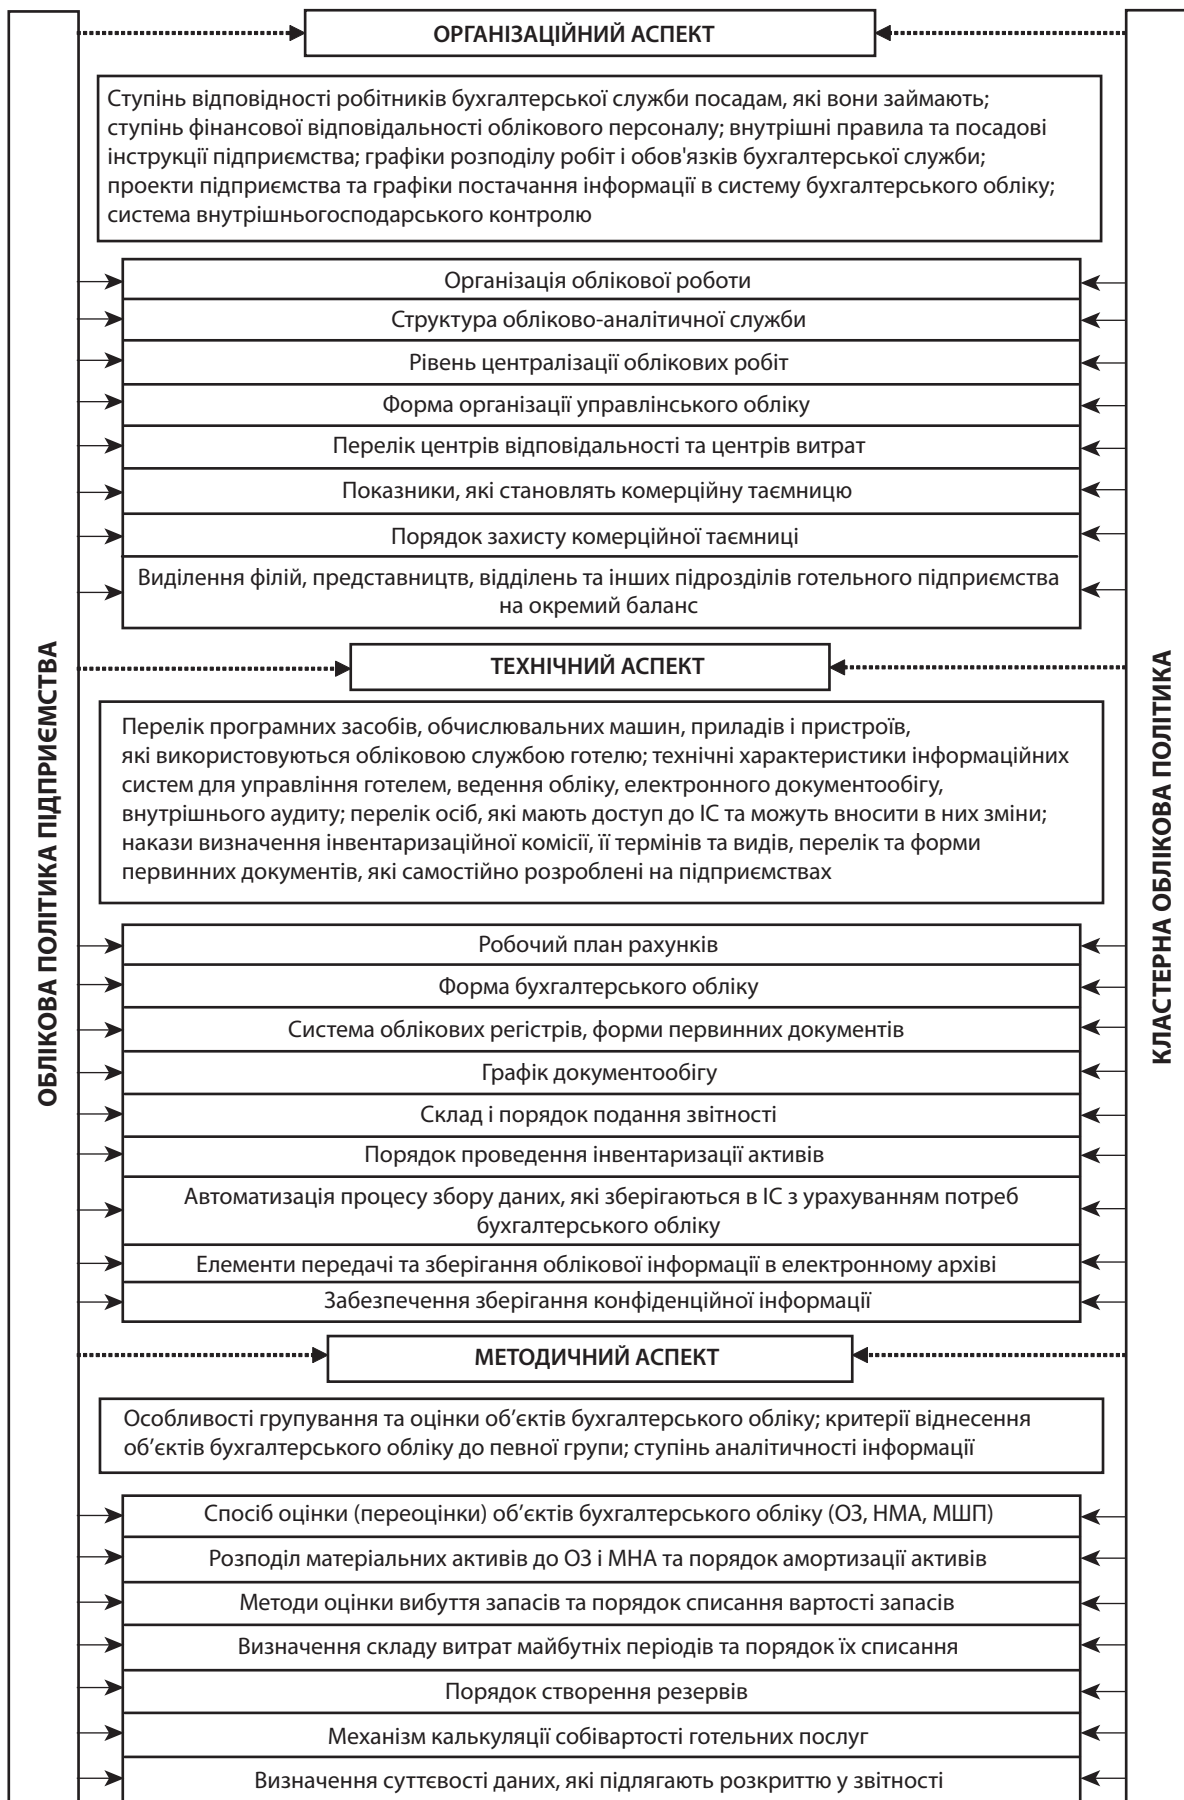 ОРГАНІЗАЦІЙНИЙ АСПЕКТ
Ступінь відповідності робітників бухгалтерської служби посадам, які вони займають;
ступінь фінансової відповідальності облікового персоналу; внутрішні правила та посадові
інструкції підприємства; графіки розподілу робіт і обов'язків бухгалтерської служби;
проекти підприємства та графіки постачання інформації в систему бухгалтерського обліку;
система внутрішньогосподарського контролю
Організація облікової роботи
Структура обліково-аналітичної служби
Рівень централізації облікових робіт
Форма організації управлінського обліку
Перелік центрів відповідальності та центрів витрат
Показники, які становлять комерційну таємницю
Порядок захисту комерційної таємниці
Виділення філій, представництв, відділень та інших підрозділів готельного підприємства
на окремий баланс
ОБЛІКОВА ПОЛІТИКА ПІДПРИЄМСТВА
КЛАСТЕРНА ОБЛІКОВА ПОЛІТИКА
ТЕХНІЧНИЙ АСПЕКТ
Перелік програмних засобів, обчислювальних машин, приладів і пристроїв,
які використовуються обліковою службою готелю; технічні характеристики інформаційних
систем для управління готелем, ведення обліку, електронного документообігу,
внутрішнього аудиту; перелік осіб, які мають доступ до ІС та можуть вносити в них зміни;
накази визначення інвентаризаційної комісії, її термінів та видів, перелік та форми
первинних документів, які самостійно розроблені на підприємствах
Робочий план рахунків
Форма бухгалтерського обліку
Система облікових регістрів, форми первинних документів
Графік документообігу
Склад і порядок подання звітності
Порядок проведення інвентаризації активів
Автоматизація процесу збору даних, які зберігаються в ІС з урахуванням потреб
бухгалтерського обліку
Елементи передачі та зберігання облікової інформації в електронному архіві
Забезпечення зберігання конфіденційної інформації
МЕТОДИЧНИЙ АСПЕКТ
Особливості групування та оцінки об’єктів бухгалтерського обліку; критерії віднесення
об’єктів бухгалтерського обліку до певної групи; ступінь аналітичності інформації
Спосіб оцінки (переоцінки) об’єктів бухгалтерського обліку (ОЗ, НМА, МШП)
Розподіл матеріальних активів до ОЗ і МНА та порядок амортизації активів
Методи оцінки вибуття запасів та порядок списання вартості запасів
Визначення складу витрат майбутніх періодів та порядок їх списання
Порядок створення резервів
Механізм калькуляції собівартості готельних послуг
Визначення суттєвості даних, які підлягають розкриттю у звітності